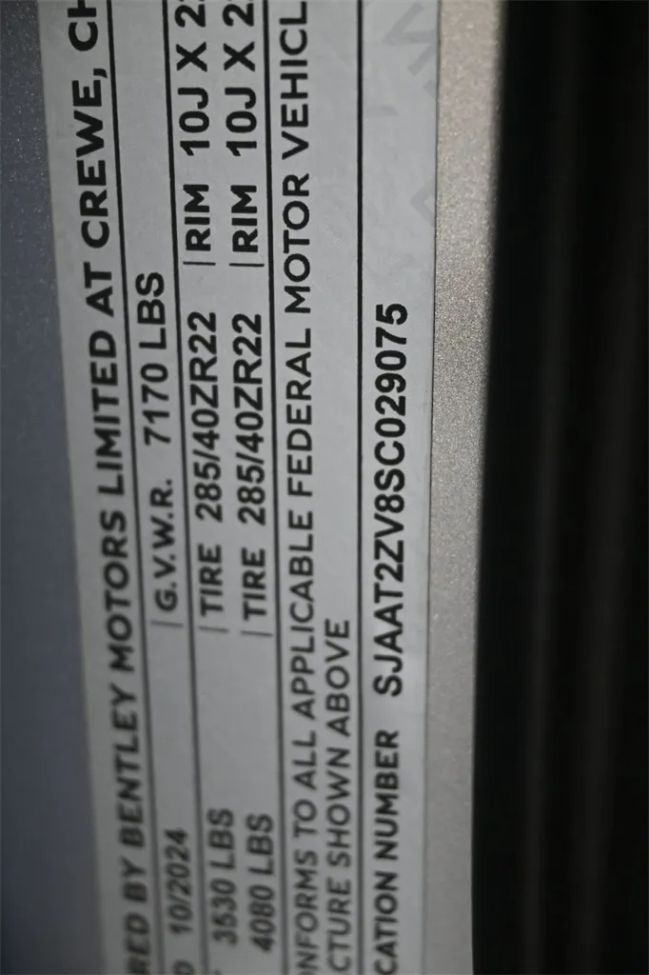 RED BY BENTLEY MOTORS LIMITED AT CREWE, CH
D 10/2024 G.V.W.R. 7170 LBS
3530 LBS TIRE 285/40ZR22 RIM 10J X 2
4080 LBS TIRE 285/40ZR22 RIM 10J X 2
ONFORMS TO ALL APPLICABLE FEDERAL MOTOR VEHICL
CTURE SHOWN ABOVE
CATION NUMBER SJAAT2ZV8SC029075